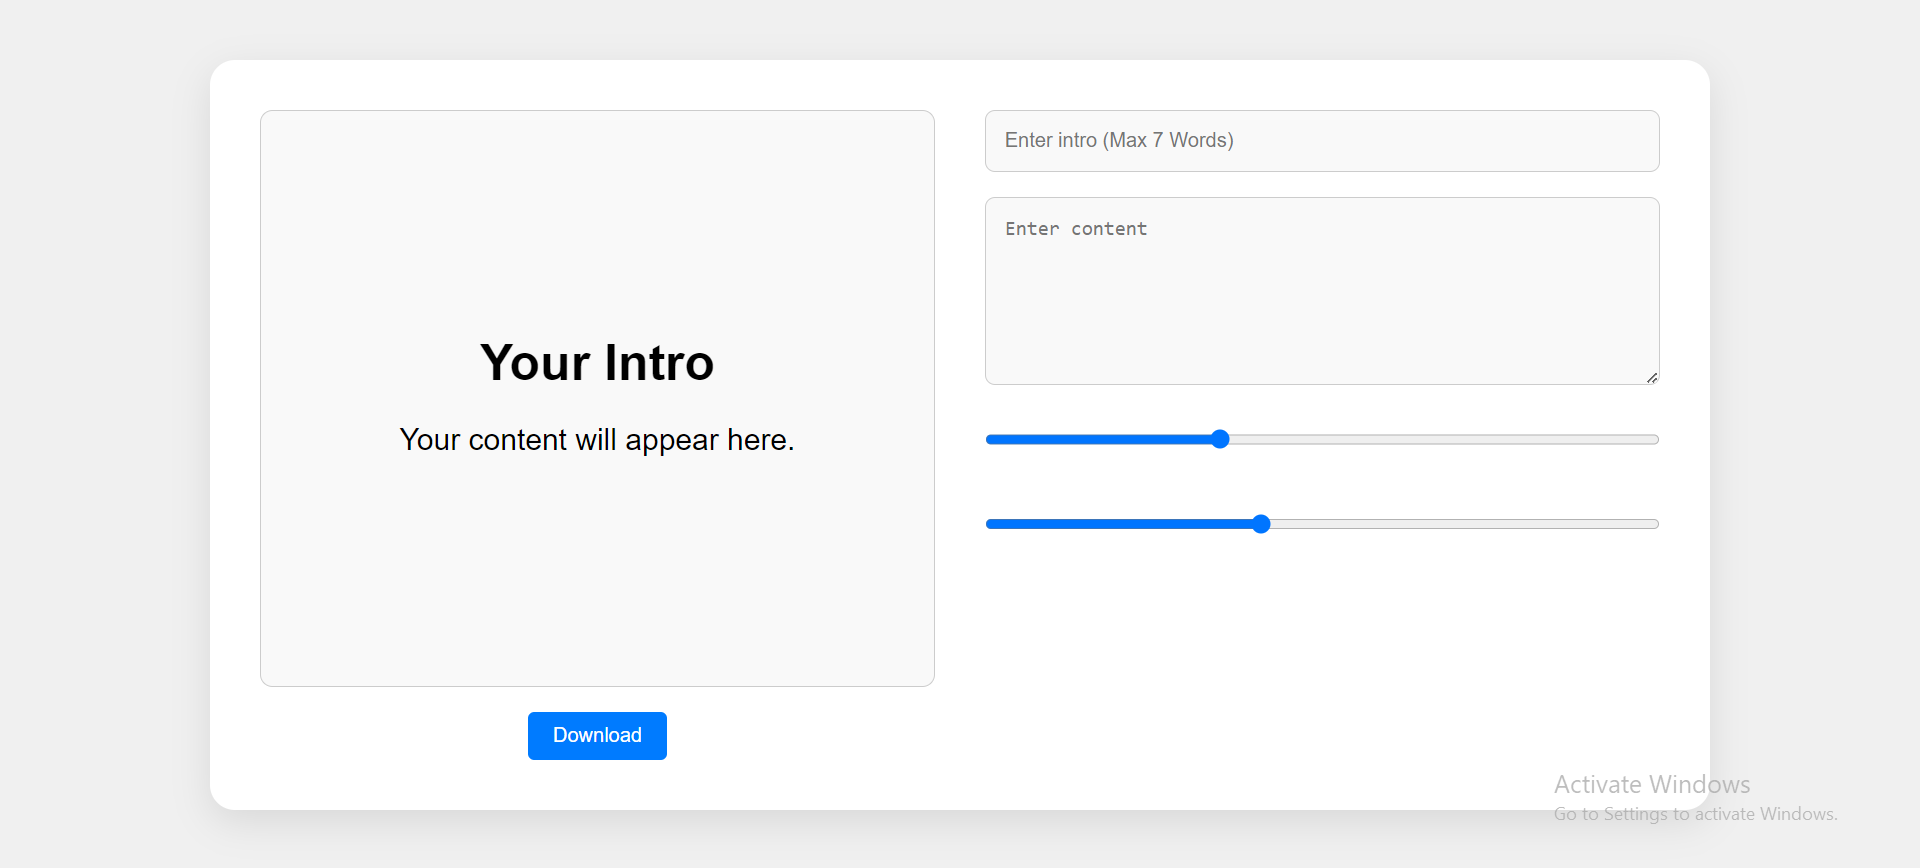 Your Intro
Your content will appear here.
Download
Enter intro (Max 7 Words)
Enter content
Activate Windows
Go to Settings to activate Windows.